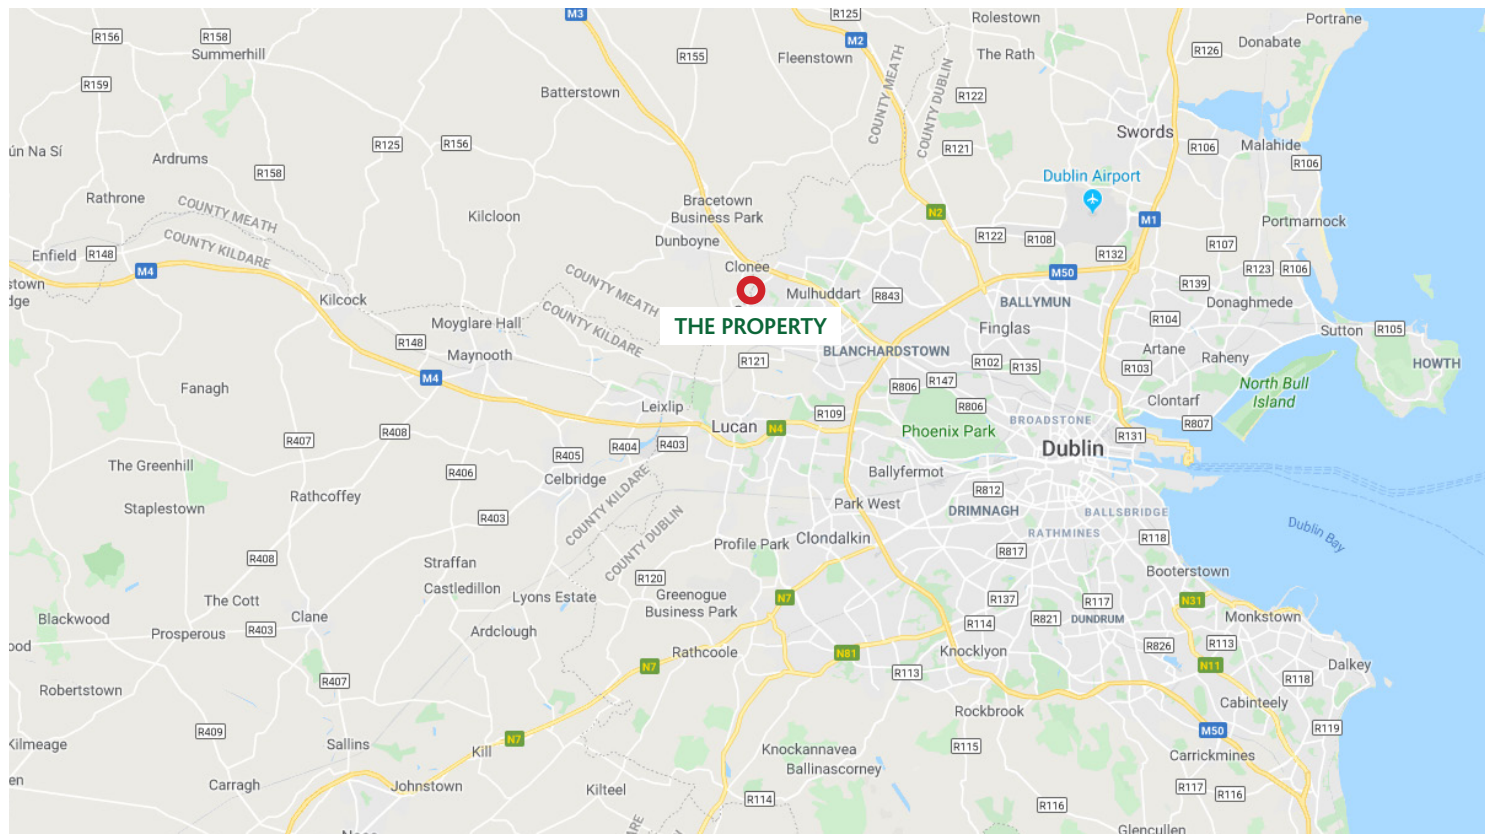 M3
R125
Rolestown
Portrane
R156
R158
Summerhill
R155
M2
Fleenstown
The Rath
R126
Donabate
R159
Batterstown
COUNTY MEATH
COUNTY DUBLIN
R122
Swords
R125
R156
R121
R106
Malahide
R106
ún Na Sí
Ardrums
R158
Dublin Airport
Rathrone
COUNTY MEATH
Kilcloon
Bracetown
Business Park
N2
M1
Portmarnock
COUNTY KILDARE
Dunboyne
R122
R108
R107
Enfield
R148
M4
Clonee
R132
R123
R106
stown
dge
COUNTY MEATH
M50
R139
Kilcock
Mulhuddart
R843
BALLYMUN
Donaghmede
Moyglare Hall
COUNTY KILDARE
THE PROPERTY
Finglas
R104
Sutton
R105
R148
Maynooth
BLANCHARDSTOWN
Artane
Raheny
R121
R102
R135
R103
HOWTH
M4
Fanagh
R806
R147
North Bull
Island
Leixlip
R109
R806
Clontarf
Lucan
N4
Phoenix Park
BROADSTONE
R807
R407
R408
R404
R403
R131
Dublin
R405
The Greenhill
R406
Celbridge
Ballyfermot
Rathcoffey
R812
Staplestown
COUNTY KILDARE
Park West
DRIMNAGH
BALLSBRIDGE
R403
COUNTY DUBLIN
Dublin Bay
RATHMINES
R118
Profile Park
Clondalkin
R408
Straffan
R817
Castledillon
R120
Booterstown
The Cott
Lyons Estate
Greenogue
Business Park
N7
R137
R117
N31
Blackwood
Clane
R114
R821
DUNDRUM
Monkstown
Prosperous
R403
Ardclough
ood
Rathcoole
N81
Knocklyon
R826
R113
N7
R113
N11
Dalkey
Robertstown
R407
R118
Rockbrook
Cabinteely
R409
N7
M50
R119
Kilmeage
Sallins
Kill
Knockannavea
R115
Carrickmines
Ballinascorney
en
Carragh
Johnstown
Kilteel
R114
R117
R116
R116
Glencullen